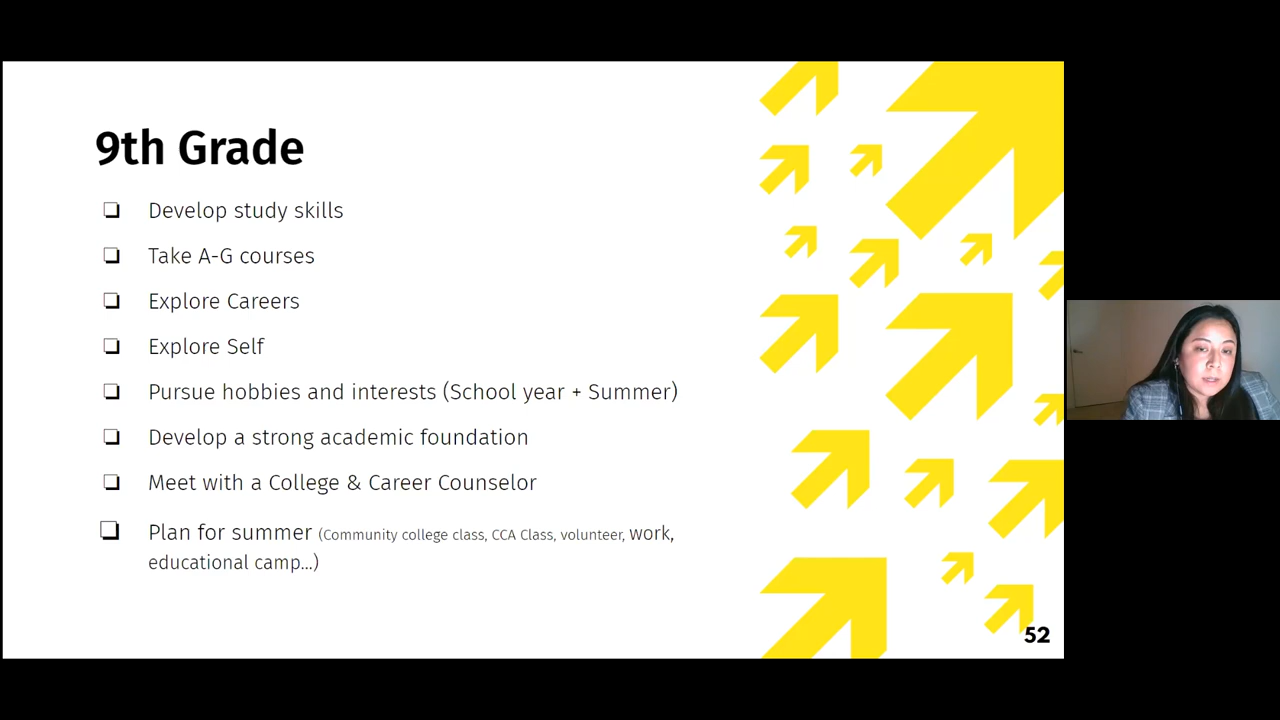 9th Grade
Develop study skills
Take A-G courses
Explore Careers
Explore Self
Pursue hobbies and interests (School year + Summer)
Develop a strong academic foundation
Meet with a College & Career Counselor
Plan for summer (Community college class, CCA Class, volunteer, work,
educational camp...)
52